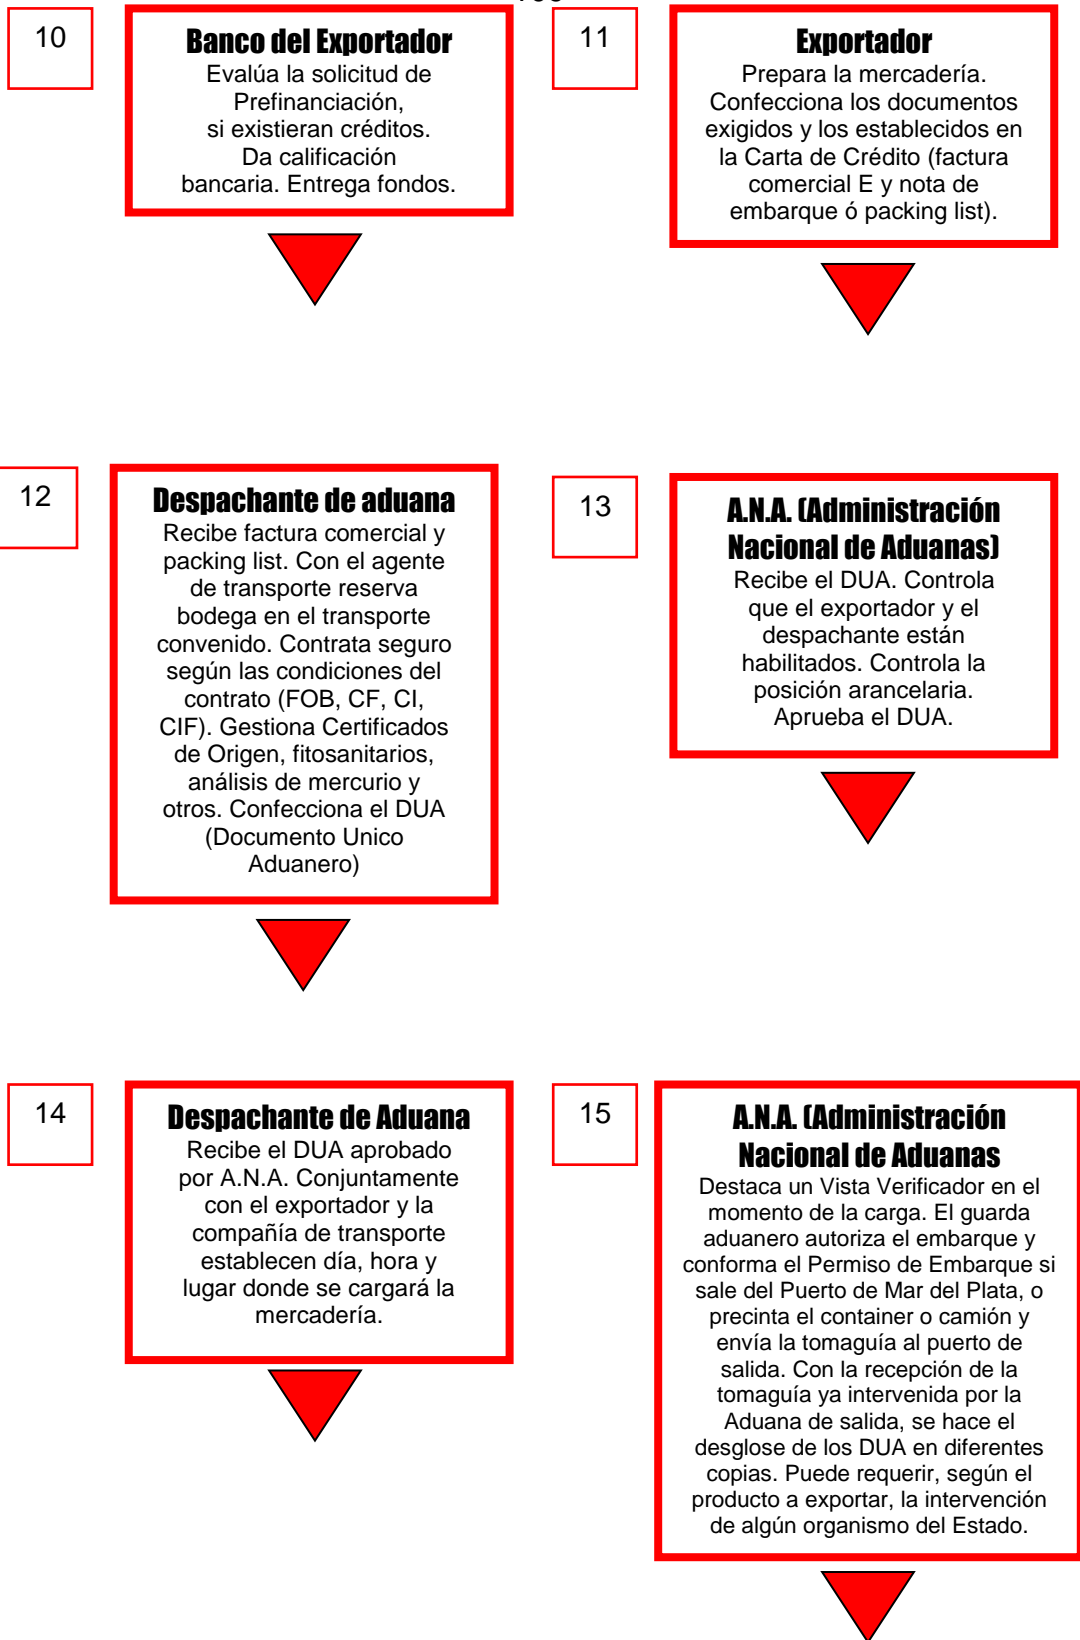 10
Banco del Exportador
Evalúa la solicitud de
Prefinanciación,
si existieran créditos.
Da calificación
bancaria. Entrega fondos.
11
Exportador
Prepara la mercadería.
Confecciona los documentos
exigidos y los establecidos en
la Carta de Crédito (factura
comercial E y nota de
embarque ó packing list).
12
Despachante de aduana
Recibe factura comercial y
packing list. Con el agente
de transporte reserva
bodega en el transporte
convenido. Contrata seguro
según las condiciones del
contrato (FOB, CF, CI,
CIF). Gestiona Certificados
de Origen, fitosanitarios,
análisis de mercurio y
otros. Confecciona el DUA
(Documento Unico
Aduanero)
13
A.N.A. (Administración
Nacional de Aduanas)
Recibe el DUA. Controla
que el exportador y el
despachante están
habilitados. Controla la
posición arancelaria.
Aprueba el DUA.
14
Despachante de Aduana
Recibe el DUA aprobado
por A.N.A. Conjuntamente
con el exportador y la
compañía de transporte
establecen día, hora y
lugar donde se cargará la
mercadería.
15
A.N.A. (Administración
Nacional de Aduanas
Destaca un Vista Verificador en el
momento de la carga. El guarda
aduanero autoriza el embarque y
conforma el Permiso de Embarque si
sale del Puerto de Mar del Plata, o
precinta el container o camión y
envía la tomaguía al puerto de
salida. Con la recepción de la
tomaguía ya intervenida por la
Aduana de salida, se hace el
desglose de los DUA en diferentes
copias. Puede requerir, según el
producto a exportar, la intervención
de algún organismo del Estado.